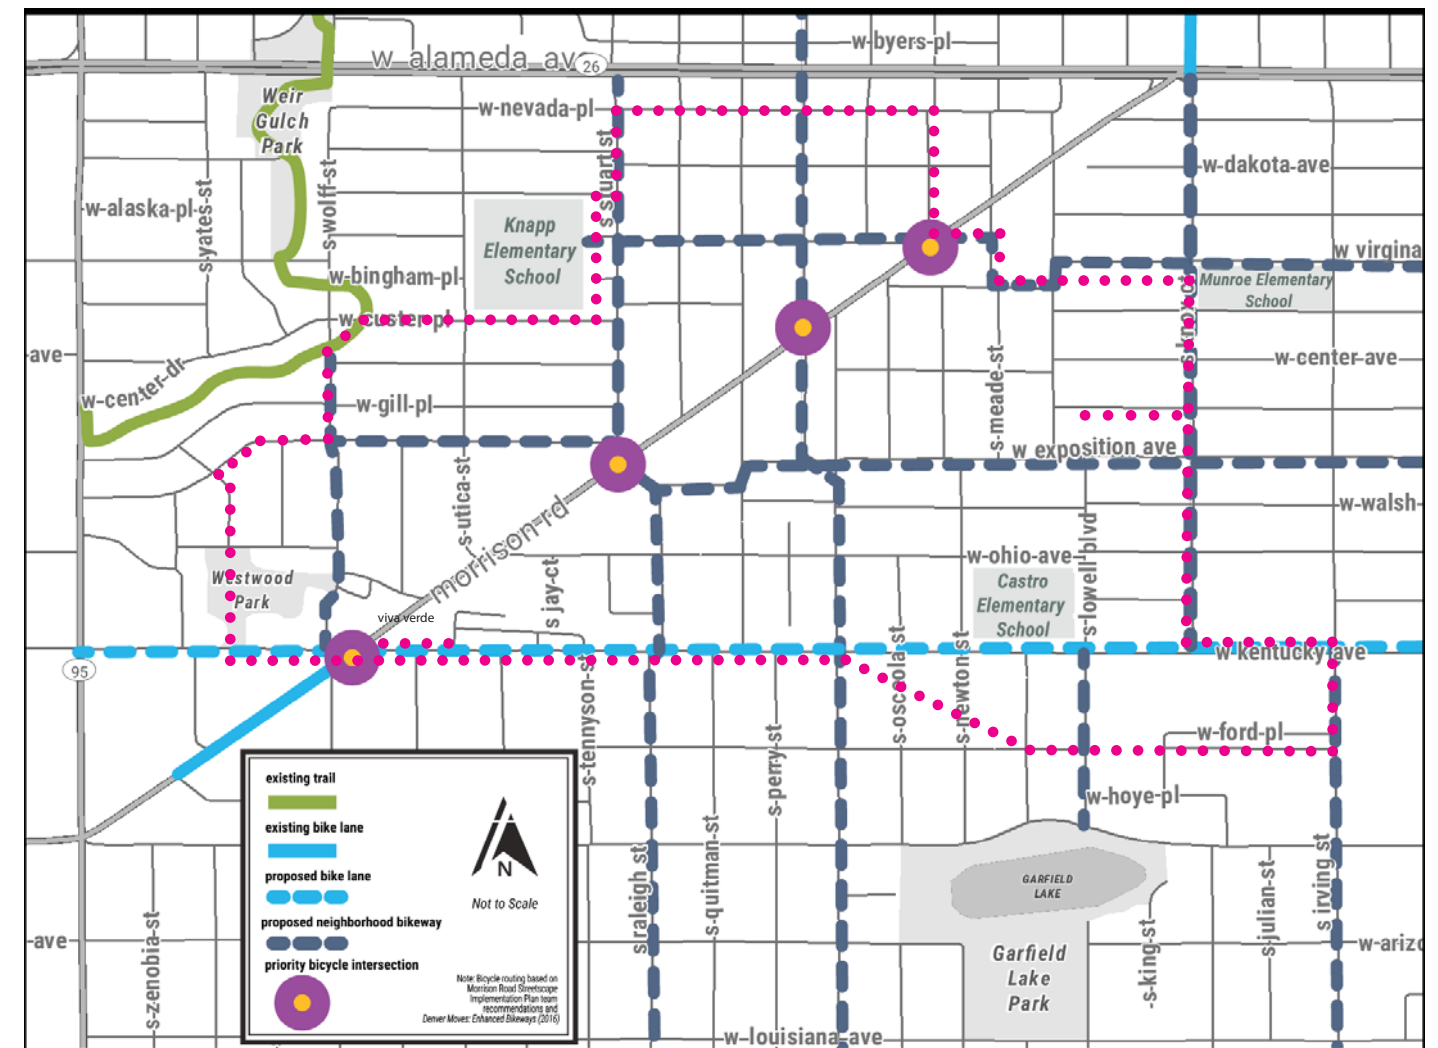 w-byers-pl
w alameda av
26
Weir
Gulch
Park
w-nevada-pl
s stuart st
w-dakota-ave
s-wolff-st
s-yates-st
w-alaska-pl
Knapp
Elementary
School
w virgina
w-bingham-pl
Munroe Elementary
School
w-custer-pl
s-knox-ct
ave
w-center-ave
w-center-dr
s-meade-st
w-gill-pl
w exposition ave
s-utica-st
w-walsh-
morrison-rd
w-ohio-ave
s-lowell-blvd
Westwood
Park
s jay-ct
Castro
Elementary
School
viva verde
95
w-kentucky-ave
s-osceola-st
s-newton-st
s-tennyson-st
w-ford-pl
s-perry-st
w-hoye-pl
existing trail
existing bike lane
proposed bike lane
proposed neighborhood bikeway
priority bicycle intersection
N
Not to Scale
Note: Bicycle routing based on
Morrison Road Streetscape
Implementation Plan team
recommendations and
Denver Moves: Enhanced Bikeways (2016)
s-quitman-st
s raleigh st
GARFIELD
LAKE
s irving st
s-julian-st
s-king-st
-ave
s-zenobia-st
Garfield
Lake
Park
w-arizo
w-louisiana-ave